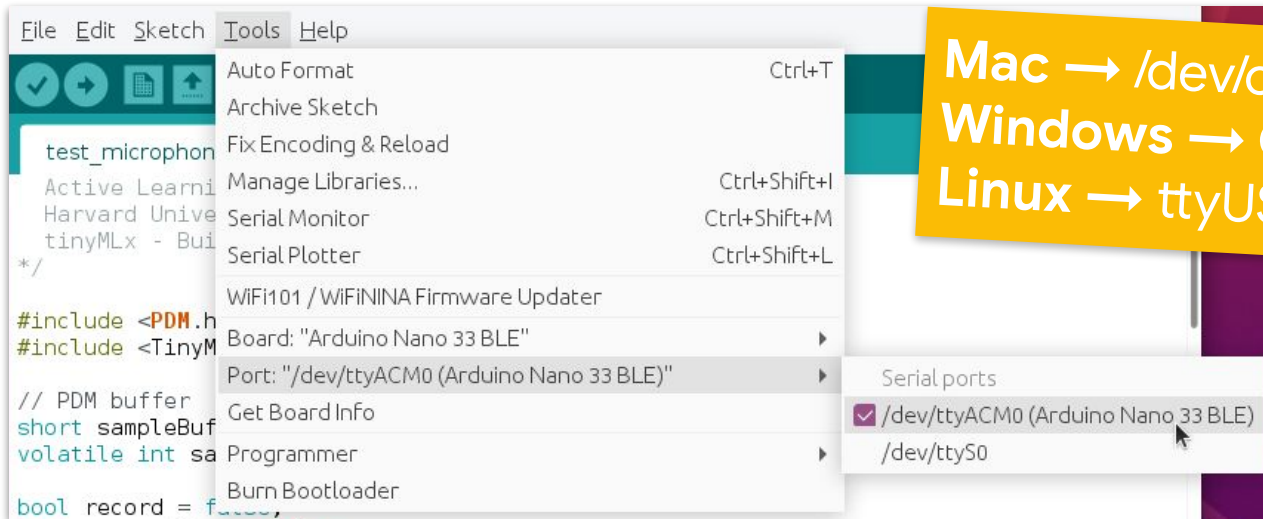 File Edit Sketch Tools Help
Auto Format Ctrl+T
Archive Sketch
Fix Encoding & Reload
Manage Libraries... Ctrl+Shift+I
Serial Monitor Ctrl+Shift+M
Serial Plotter Ctrl+Shift+L
WiFi101 / WiFiNINA Firmware Updater
Board: "Arduino Nano 33 BLE"
Port: "/dev/ttyACM0 (Arduino Nano 33 BLE)"
Get Board Info
Programmer
Burn Bootloader
Serial ports
/dev/ttyACM0 (Arduino Nano 33 BLE)
/dev/ttyS0
test_microphon
Active Learni
Harvard Unive
tinyMLx - Bui
*/
#include <PDM.h
#include <TinyM
// PDM buffer
short sampleBuf
volatile int sa
bool record =
Mac → /dev/c
Windows →
Linux → ttyUS